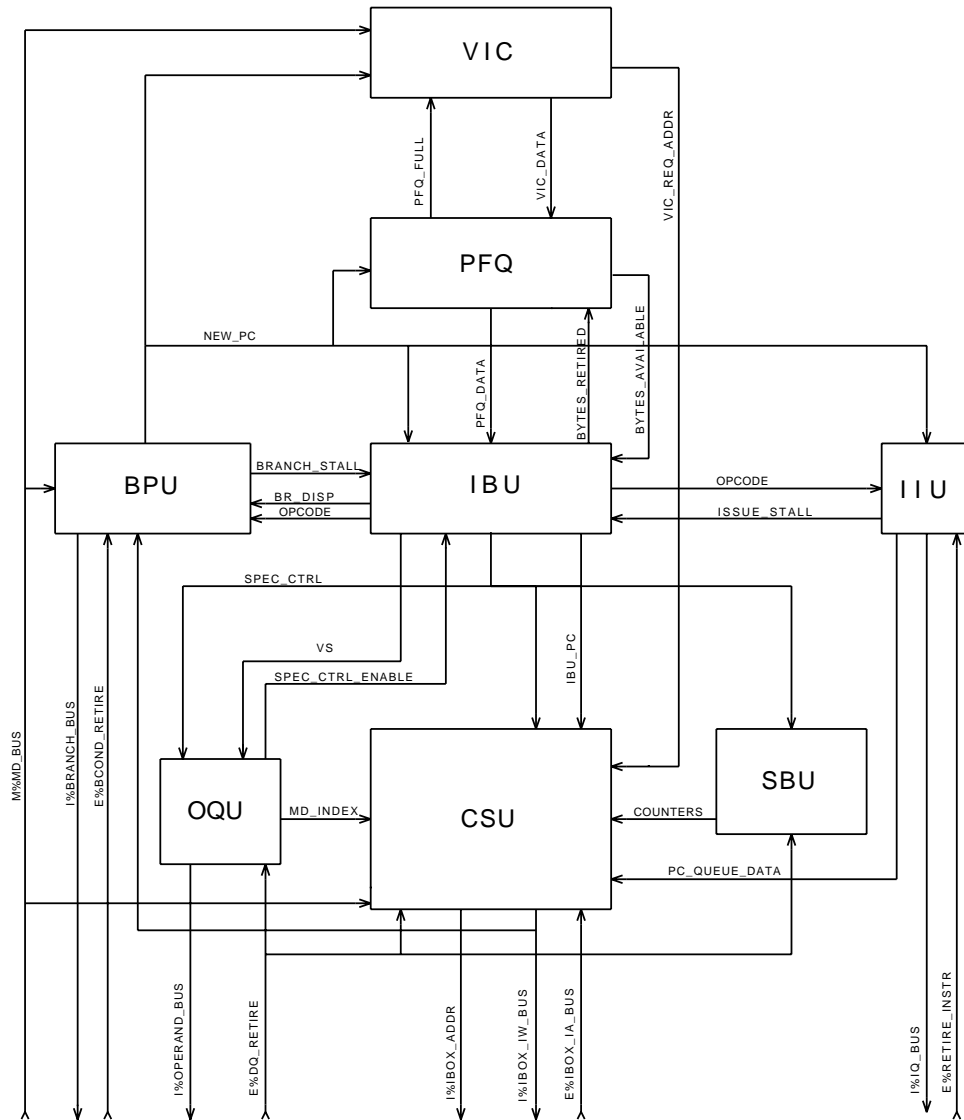 VIC
PFQ_FULL
VIC_DATA
VIC_REQ_ADDR
PFQ
NEW_PC
PFQ_DATA
BYTES_RETIRED
BYTES_AVAILABLE
BPU
BRANCH_STALL
BR_DISP
OPCODE
IBU
OPCODE
ISSUE_STALL
IIU
SPEC_CTRL
VS
SPEC_CTRL_ENABLE
IBU_PC
M%MD_BUS
I%BRANCH_BUS
E%BCOND_RETIRE
OQU
MD_INDEX
CSU
COUNTERS
SBU
PC_QUEUE_DATA
I%OPERAND_BUS
E%DQ_RETIRE
I%IBOX_ADDR
I%IBOX_IW_BUS
E%IBOX_IA_BUS
I%IQ_BUS
E%RETIRE_INSTR